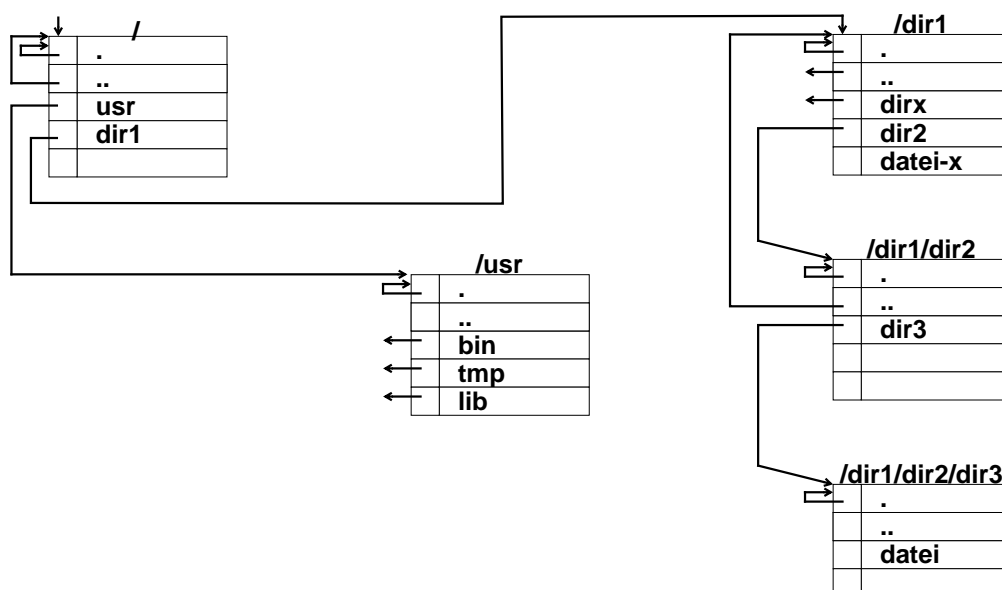 /
.
..
usr
dir1
/usr
.
..
bin
tmp
lib
/dir1
.
..
dirx
dir2
datei-x
/dir1/dir2
.
..
dir3
/dir1/dir2/dir3
.
..
datei